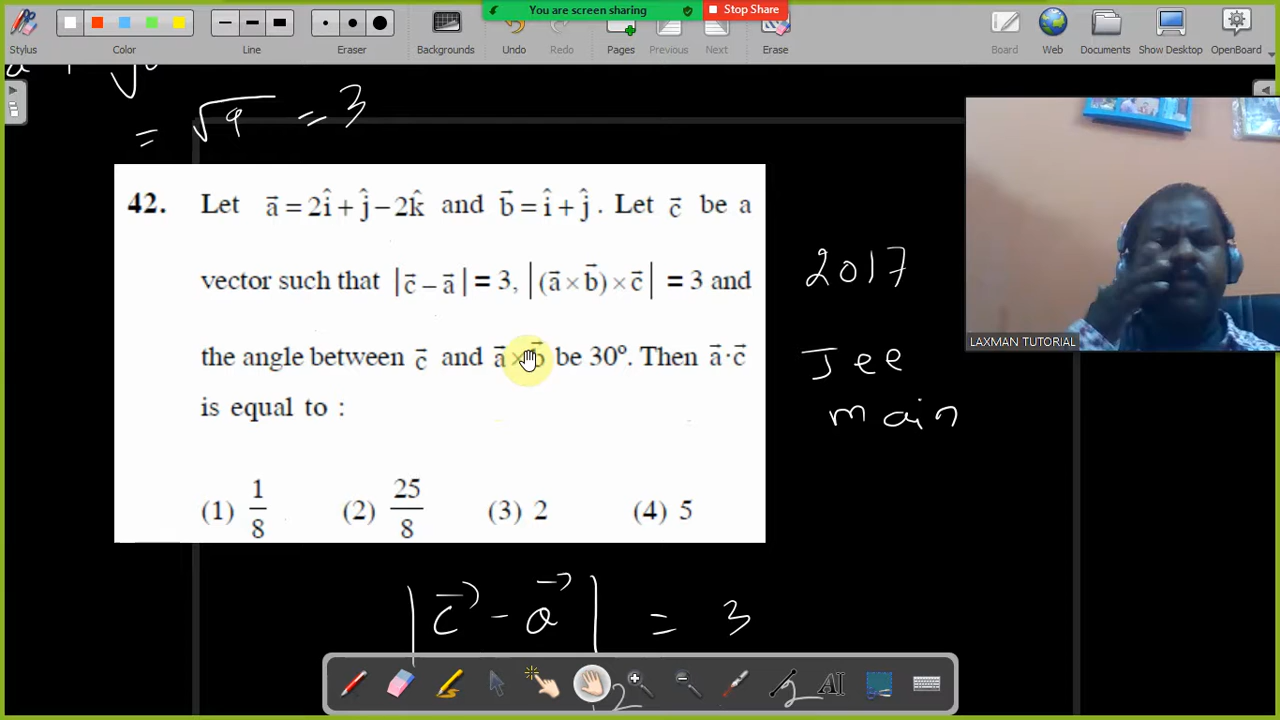 You are screen sharing Stop Share
Stylus Color Line Eraser Backgrounds Undo Redo Pages Previous Next Erase Board Web Documents Show Desktop OpenBoard
= √9 = 3
42. Let a⃗ = 2î + ĵ − 2k̂ and b⃗ = î + ĵ. Let c⃗ be a
vector such that |c⃗ − a⃗| = 3, |(a⃗ × b⃗) × c⃗| = 3 and
the angle between c⃗ and a⃗ × b⃗ be 30º. Then a⃗ · c⃗
is equal to :
(1) 1/8 (2) 25/8 (3) 2 (4) 5
2017
Jee
main
LAXMAN TUTORIAL
|c⃗ − a⃗| = 3
AI